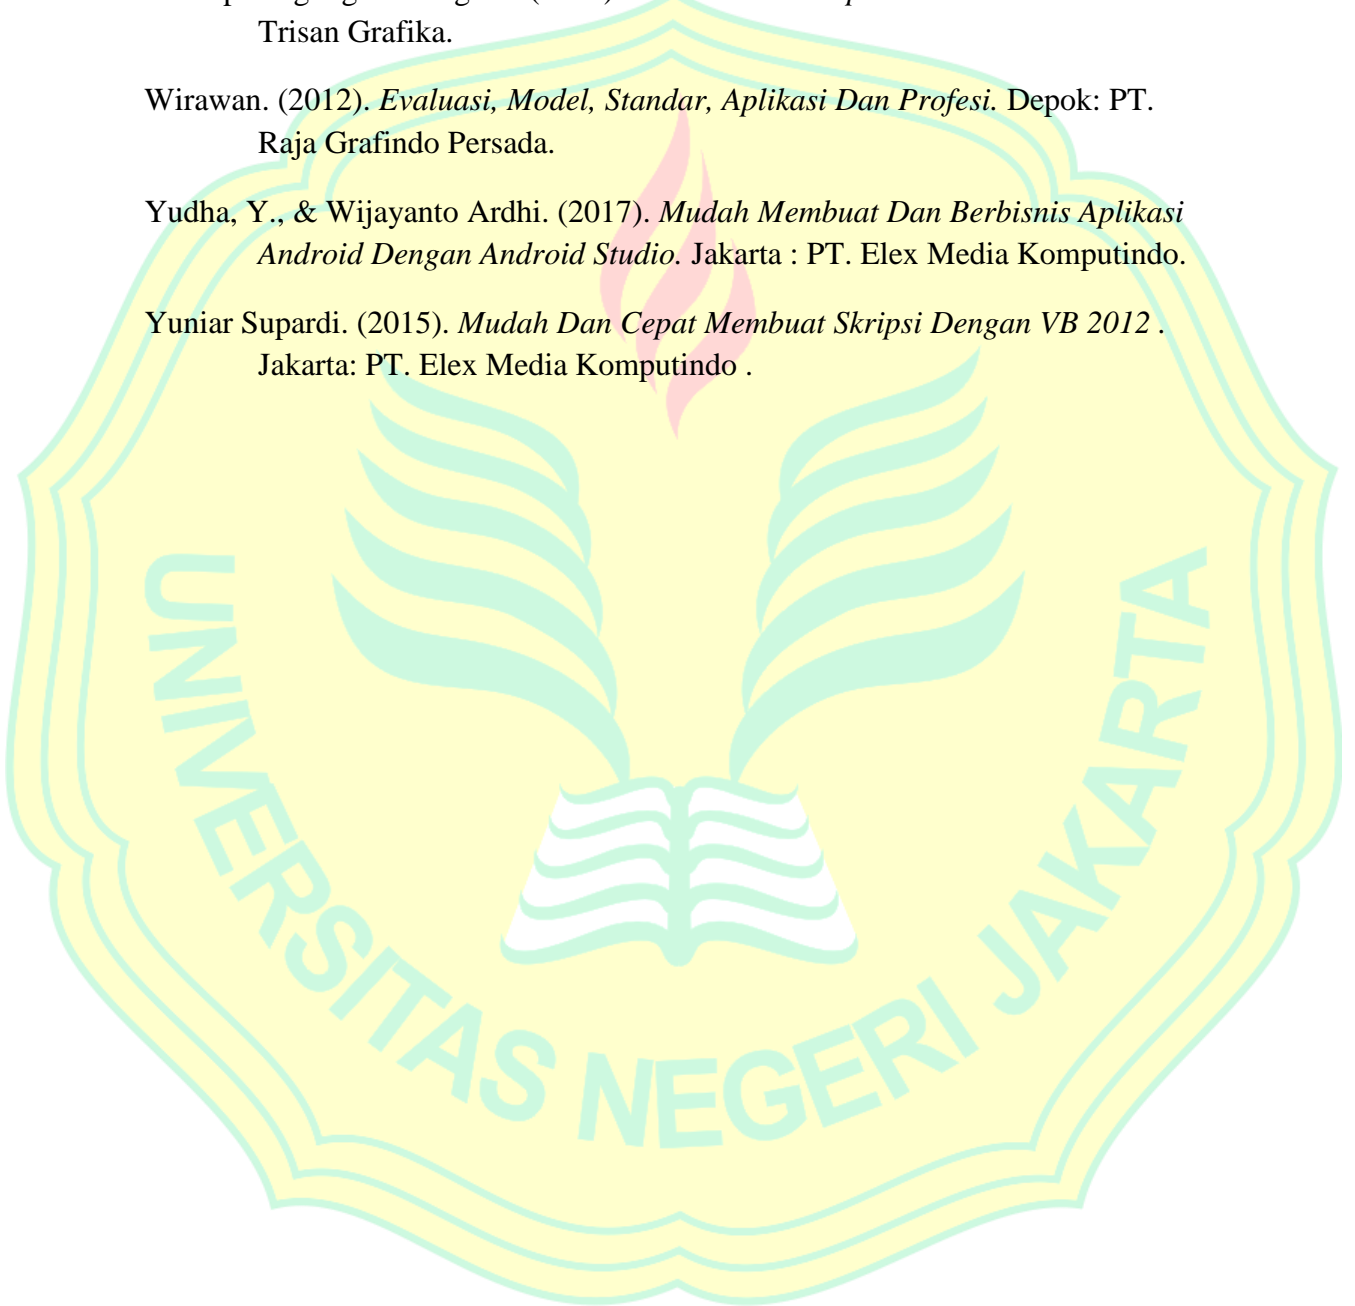 Trisan Grafika.
Wirawan. (2012). Evaluasi, Model, Standar, Aplikasi Dan Profesi. Depok: PT.
Raja Grafindo Persada.
Yudha, Y., & Wijayanto Ardhi. (2017). Mudah Membuat Dan Berbisnis Aplikasi
Android Dengan Android Studio. Jakarta : PT. Elex Media Komputindo.
Yuniar Supardi. (2015). Mudah Dan Cepat Membuat Skripsi Dengan VB 2012 .
Jakarta: PT. Elex Media Komputindo .
UNIVERSITAS NEGERI JAKARTA